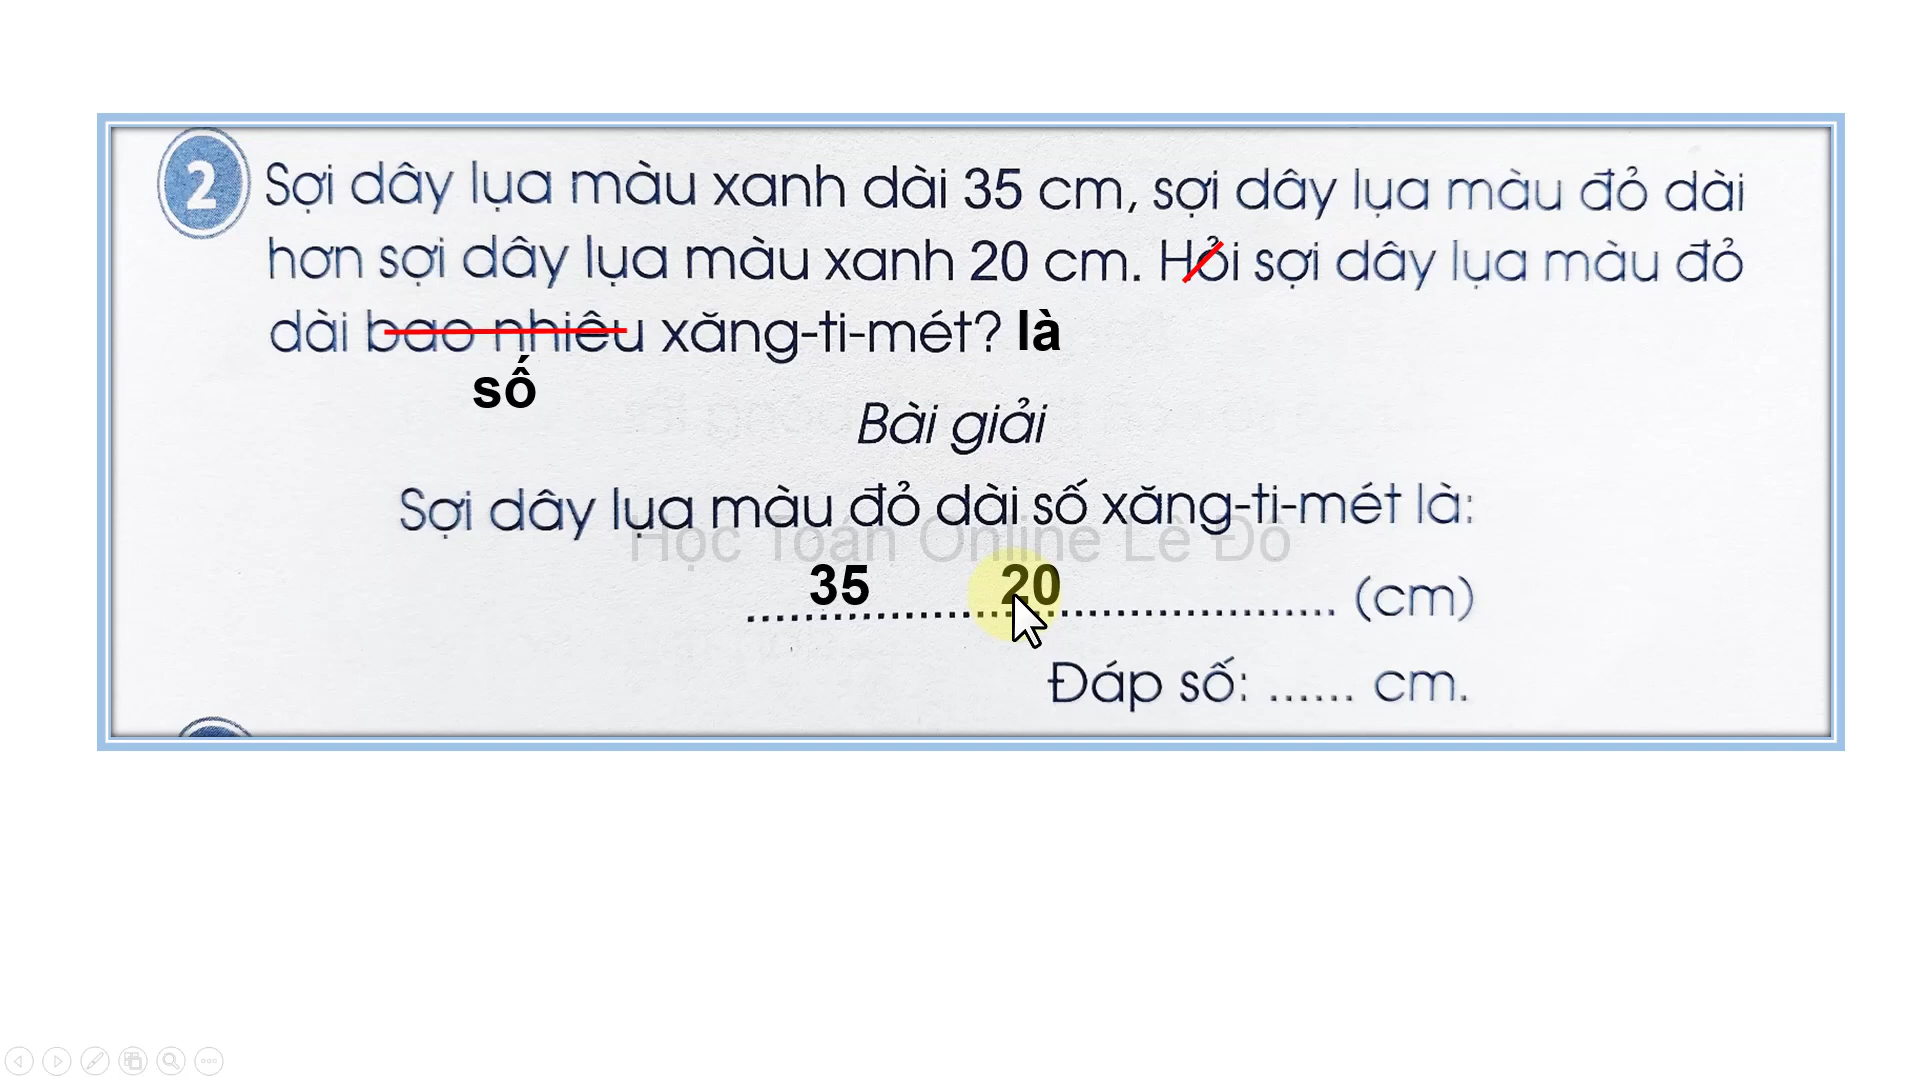 2 Sợi dây lụa màu xanh dài 35 cm, sợi dây lụa màu đỏ dài
hơn sợi dây lụa màu xanh 20 cm. Hỏi sợi dây lụa màu đỏ
dài bao nhiêu xăng-ti-mét? là
số
Bài giải
Sợi dây lụa màu đỏ dài số xăng-ti-mét là:
Học Toán Online Lê Đô
35 20 ........................................ (cm)
Đáp số: ...... cm.